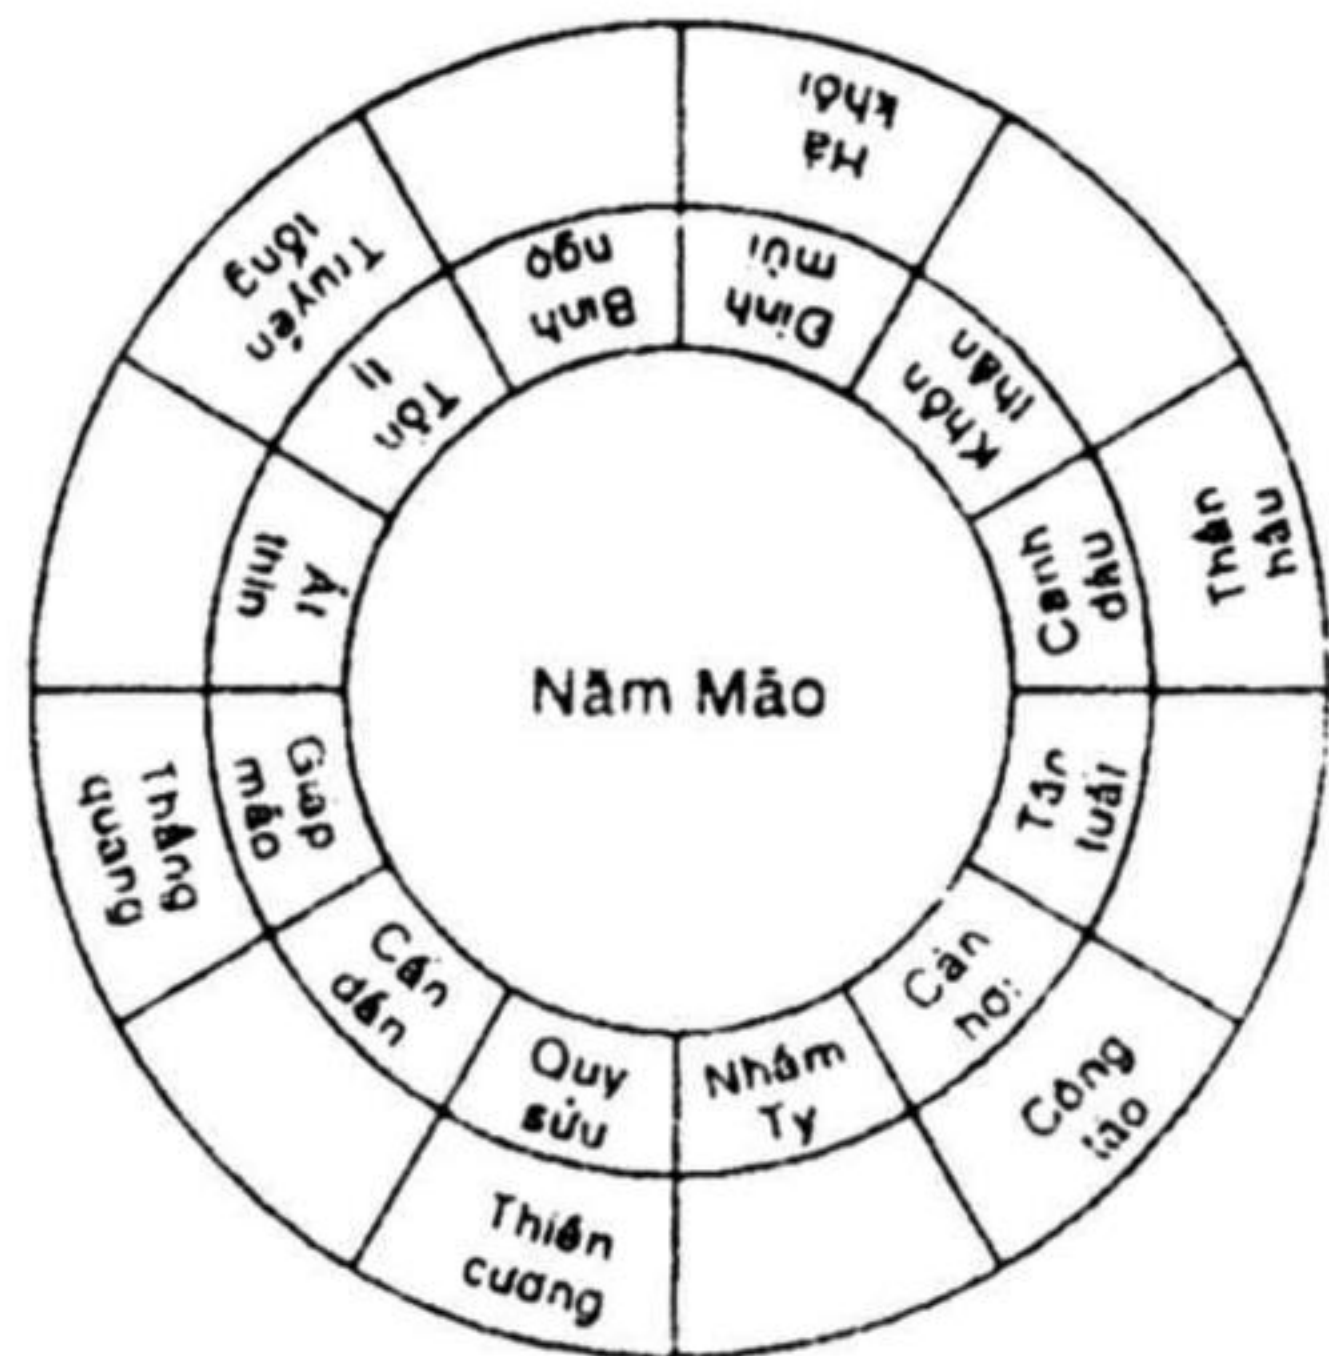 Năm Mão
Hà
khôi
Thần
hậu
Công
tào
Thiên
cương
Thắng
quang
Truyền
tống
Bính
ngọ
Đinh
mùi
Khôn
thân
Canh
dậu
Tân
tuất
Càn
hợi
Nhâm
Tý
Quý
sửu
Cấn
dần
Giáp
mão
Ất
thìn
Tốn
tị